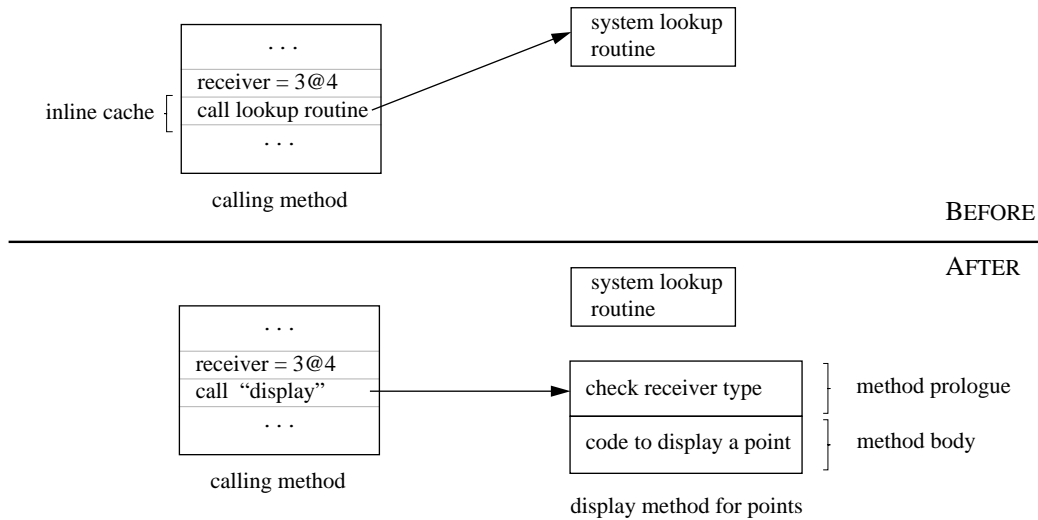 system lookup
routine
. . .
receiver = 3@4
inline cache
call lookup routine
. . .
calling method
BEFORE
AFTER
system lookup
routine
. . .
receiver = 3@4
call “display”
. . .
calling method
check receiver type
method prologue
code to display a point
method body
display method for points